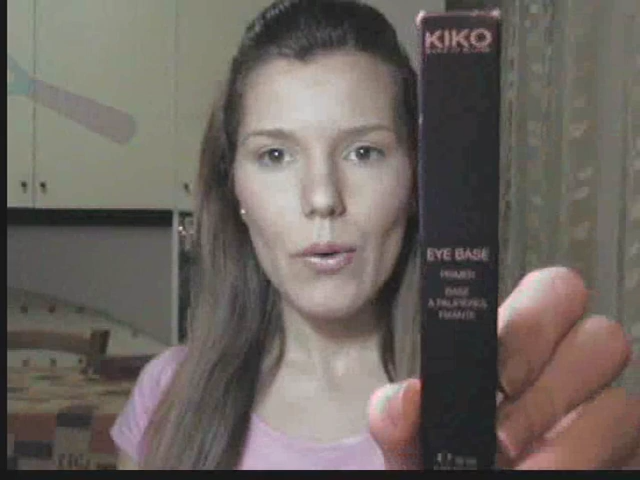 KIKO
EYE BASE
PRIMER
BASE
À PAUPIÈRES
FIXANTE